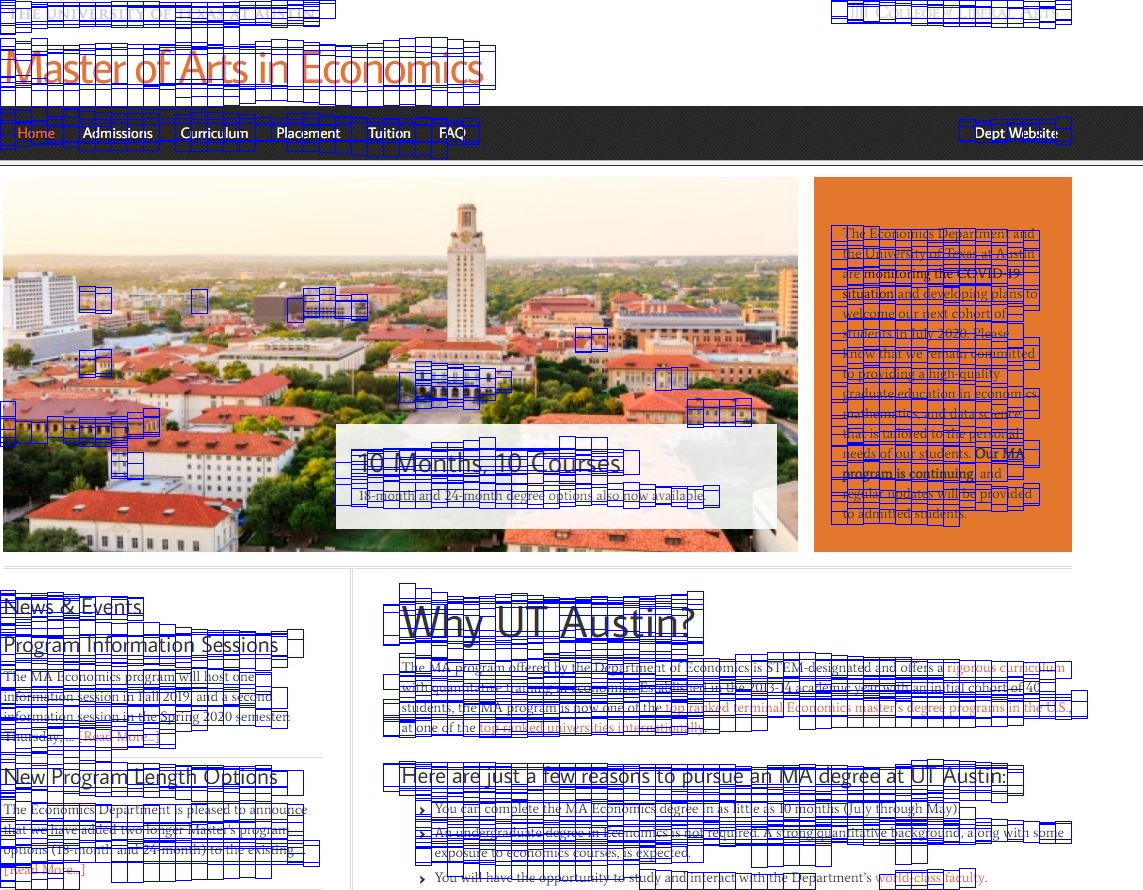 THE UNIVERSITY OF TEXAS AT AUSTIN
THE COLLEGE OF LIBERAL ARTS
Master of Arts in Economics
Home Admissions Curriculum Placement Tuition FAQ Dept Website
The Economics Department and
the University of Texas at Austin
are monitoring the COVID-19
situation and developing plans to
welcome our next cohort of
students in July 2020. Please
know that we remain committed
to providing a high-quality
graduate education in economics,
mathematics, and data science
that is tailored to the personal
needs of our students. Our MA
program is continuing and
regular updates will be provided
to admitted students.
10 Months, 10 Courses
18-month and 24-month degree options also now available.
News & Events
Program Information Sessions
The MA Economics program will host one
information session in Fall 2019, and a second
information session in the Spring 2020 semester:
Thursday, ... [Read More...]
New Program Length Options
The Economics Department is pleased to announce
that we have added two longer Master's program
options (18-month and 24-month) to the existing
[Read More...]
Why UT Austin?
The MA program offered by the Department of Economics is STEM-designated and offers a rigorous curriculum
with quantitative training in economics. Established in the 2013-14 academic year with an initial cohort of 40
students, the MA program is now one of the top ranked terminal Economics master's degree programs in the U.S.,
at one of the top ranked universities internationally.
Here are just a few reasons to pursue an MA degree at UT Austin:
You can complete the MA Economics degree in as little as 10 months (July through May).
An undergraduate degree in Economics is not required. A strong quantitative background, along with some
exposure to economics courses, is expected.
You will have the opportunity to study and interact with the Department's world-class faculty.